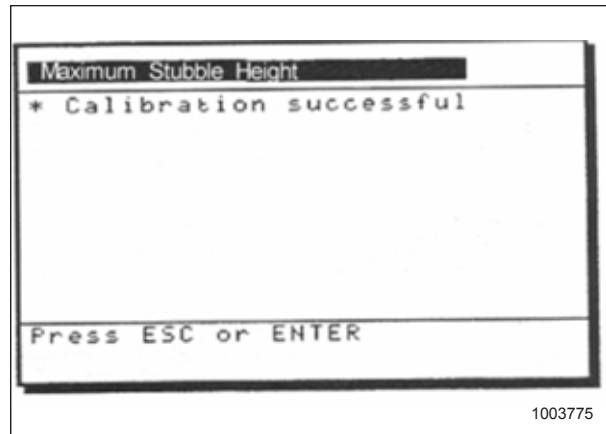 Maximum Stubble Height
* Calibration successful
Press ESC or ENTER
1003775